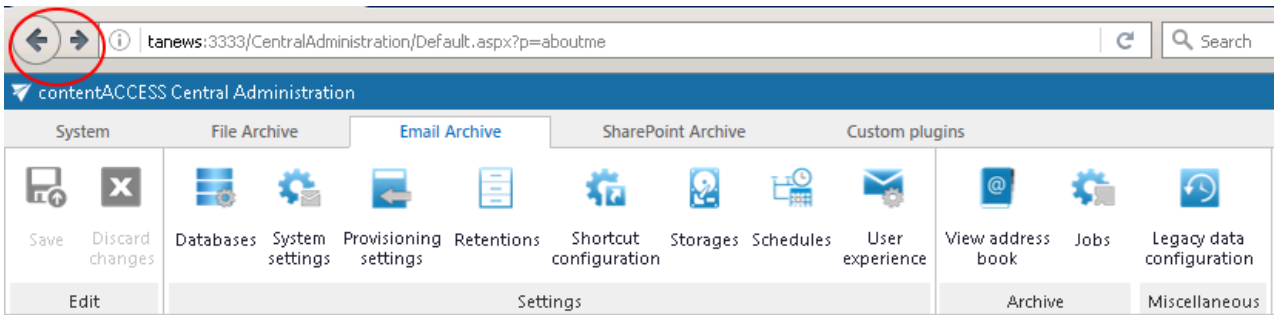 tanews:3333/CentralAdministration/Default.aspx?p=aboutme
Search
contentACCESS Central Administration
System File Archive Email Archive SharePoint Archive Custom plugins
Save Discard changes Databases System settings Provisioning settings Retentions Shortcut configuration Storages Schedules User experience View address book Jobs Legacy data configuration
Edit Settings Archive Miscellaneous